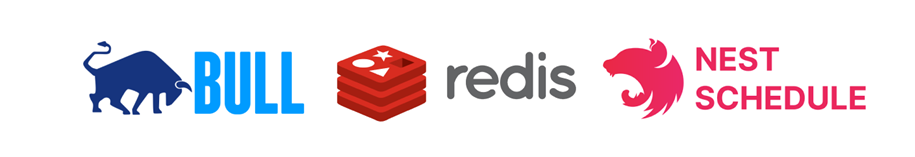 BULL
redis
NEST
SCHEDULE